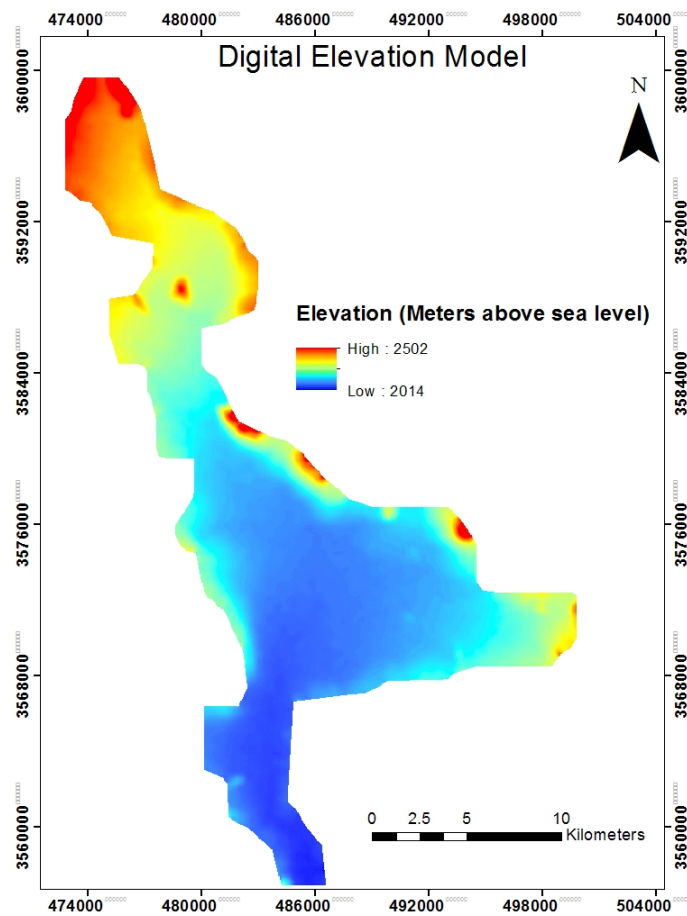 474000 480000 486000 492000 498000 504000
Digital Elevation Model
N
3600000 3600000
3592000 3592000
Elevation (Meters above sea level)
High : 2502
Low : 2014
3584000 3584000
3576000 3576000
3568000 3568000
0 2.5 5 10
Kilometers
3560000 3560000
474000 480000 486000 492000 498000 504000